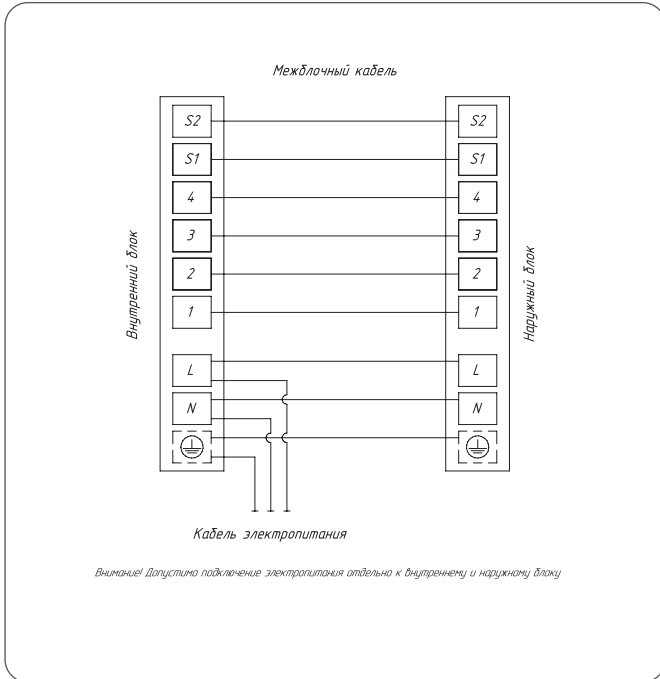 Межблочный кабель
S2 S2
S1 S1
4 4
3 3
2 2
1 1
Внутренний блок
Наружный блок
L L
N N
Кабель электропитания
Внимание! Допустимо подключение электропитания отдельно к внутреннему и наружному блоку